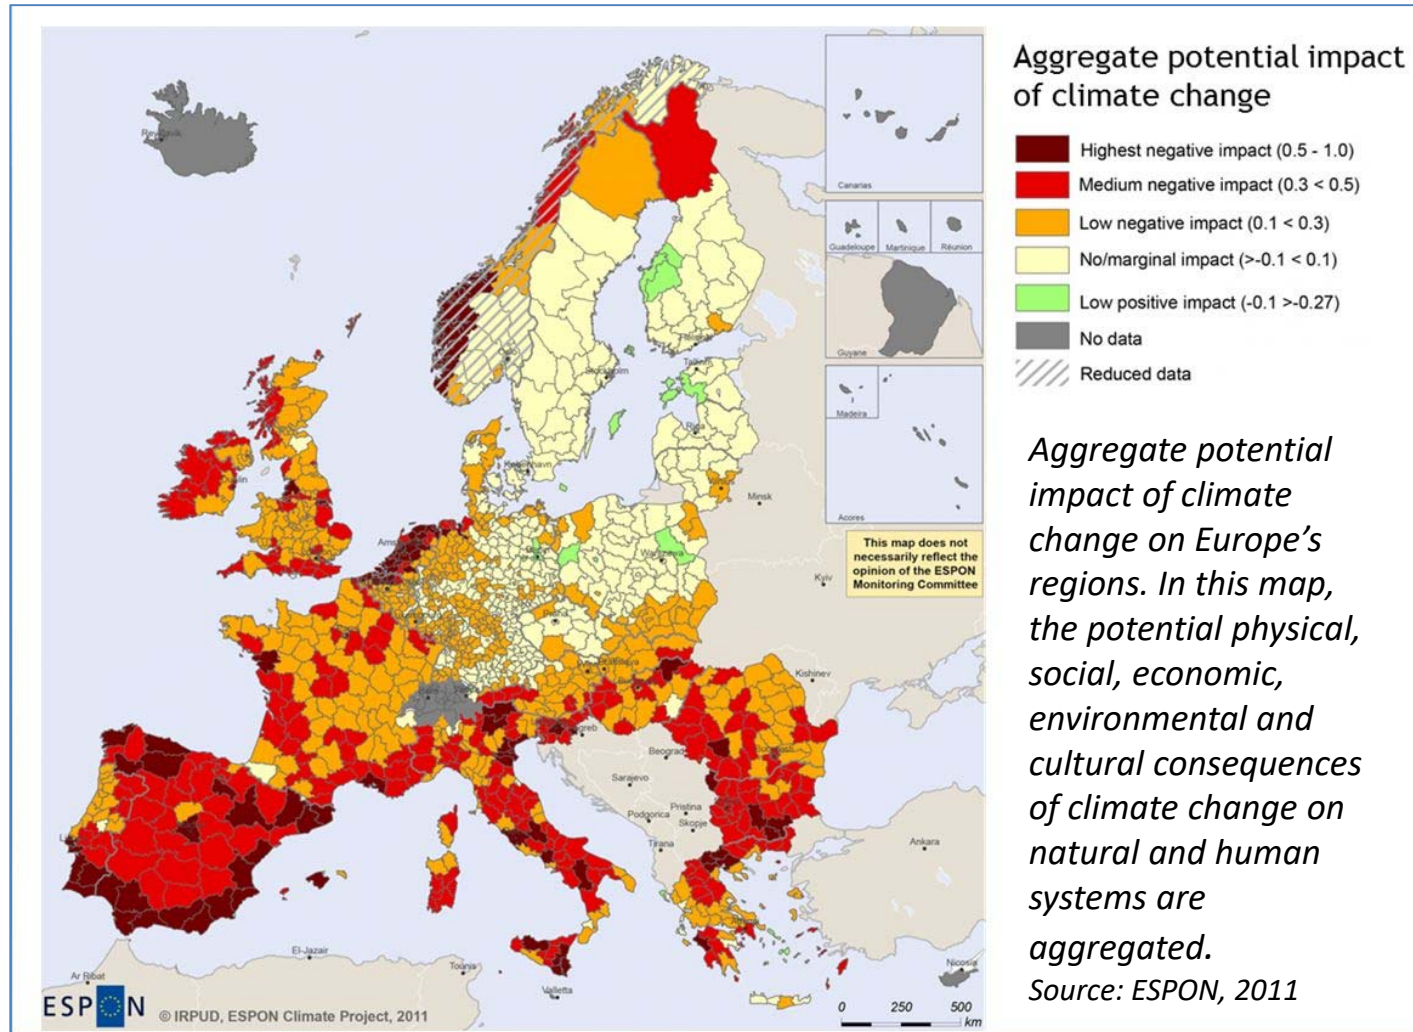 Aggregate potential impact
of climate change
Highest negative impact (0.5 - 1.0)
Medium negative impact (0.3 < 0.5)
Low negative impact (0.1 < 0.3)
No/marginal impact (>-0.1 < 0.1)
Low positive impact (-0.1 >-0.27)
No data
Reduced data
Aggregate potential
impact of climate
change on Europe's
regions. In this map,
the potential physical,
social, economic,
environmental and
cultural consequences
of climate change on
natural and human
systems are
aggregated.
Source: ESPON, 2011
Canarias
Guadeloupe
Martinique
Réunion
Guyane
Madeira
Acores
This map does not
necessarily reflect the
opinion of the ESPON
Monitoring Committee
Tallinn
Riga
Minsk
Kyiv
Kishinev
Beograd
Sarajevo
Podgorica
Pristina
Skopje
Tirana
Ankara
Nicosia
Valletta
Tounis
El-Jazair
Ar Ribat
0 250 500
km
ESPON
© IRPUD, ESPON Climate Project, 2011